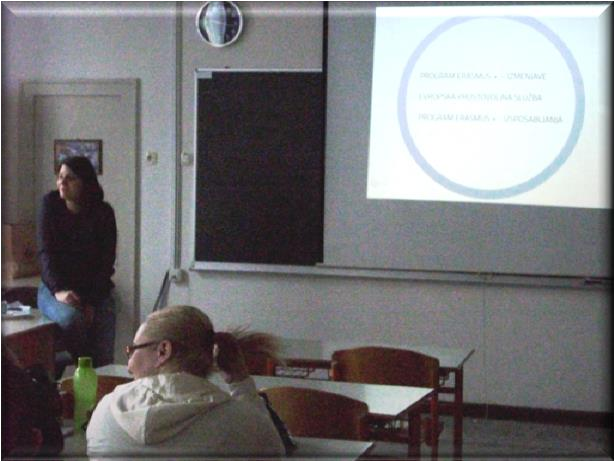 PROGRAM ERASMUS + - IZMENJAVE
EVROPSKA PROSTOVOLJNA SLUŽBA
PROGRAM ERASMUS + - USPOSABLJANJA